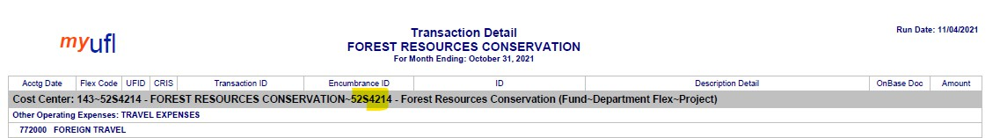 myufl
Transaction Detail
FOREST RESOURCES CONSERVATION
For Month Ending: October 31, 2021
Run Date: 11/04/2021
Acctg Date Flex Code UFID CRIS Transaction ID Encumbrance ID ID Description Detail OnBase Doc Amount
Cost Center: 143~52S4214 - FOREST RESOURCES CONSERVATION~52S4214 - Forest Resources Conservation (Fund~Department Flex~Project)
Other Operating Expenses: TRAVEL EXPENSES
772000 FOREIGN TRAVEL